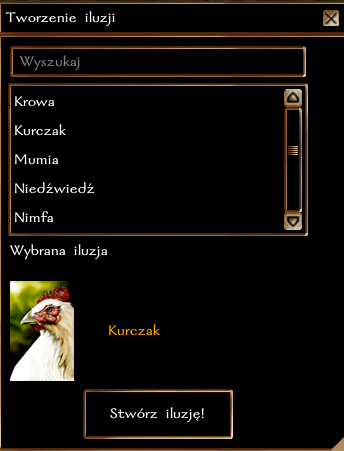 Tworzenie iluzji
Wyszukaj
Krowa
Kurczak
Mumia
Niedźwiedź
Nimfa
Wybrana iluzja
Kurczak
Stwórz iluzję!